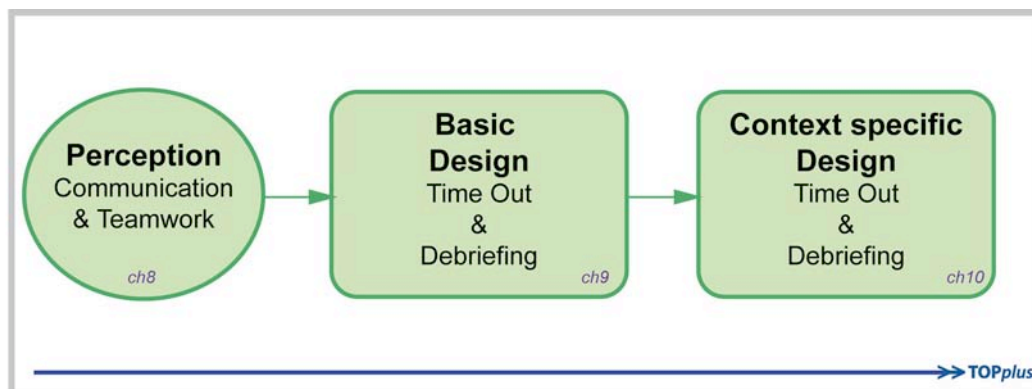 Perception
Communication
& Teamwork
ch8
Basic
Design
Time Out
&
Debriefing
ch9
Context specific
Design
Time Out
&
Debriefing
ch10
TOPplus